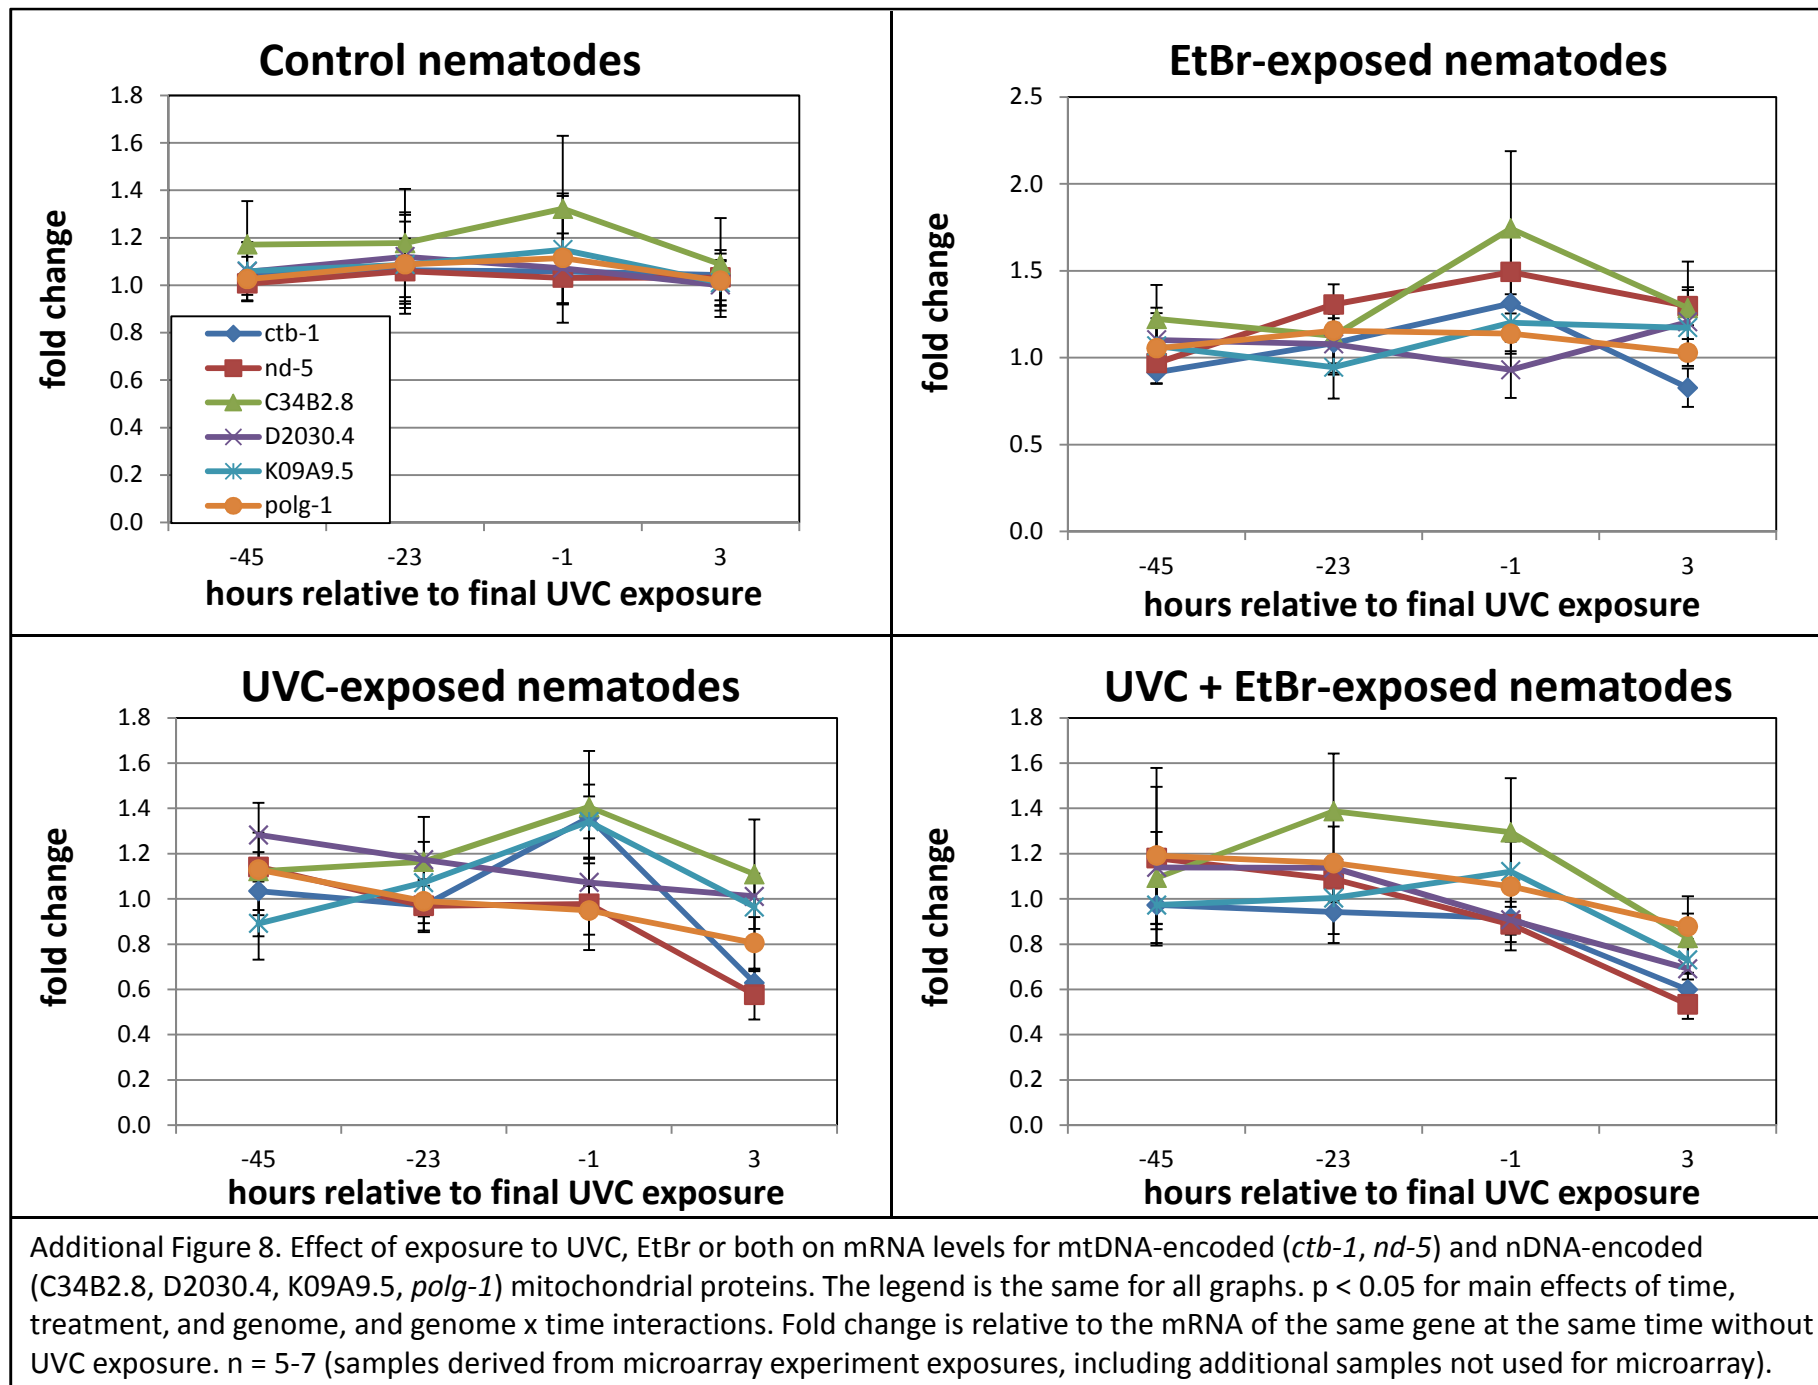 Control nematodes
1.8
1.6
1.4
1.2
1.0
0.8
0.6
0.4
0.2
0.0
fold change
ctb-1
nd-5
C34B2.8
D2030.4
K09A9.5
polg-1
-45 -23 -1 3
hours relative to final UVC exposure
EtBr-exposed nematodes
2.5
2.0
1.5
1.0
0.5
0.0
fold change
-45 -23 -1 3
hours relative to final UVC exposure
UVC-exposed nematodes
1.8
1.6
1.4
1.2
1.0
0.8
0.6
0.4
0.2
0.0
fold change
-45 -23 -1 3
hours relative to final UVC exposure
UVC + EtBr-exposed nematodes
1.8
1.6
1.4
1.2
1.0
0.8
0.6
0.4
0.2
0.0
fold change
-45 -23 -1 3
hours relative to final UVC exposure
Additional Figure 8. Effect of exposure to UVC, EtBr or both on mRNA levels for mtDNA-encoded (ctb-1, nd-5) and nDNA-encoded
(C34B2.8, D2030.4, K09A9.5, polg-1) mitochondrial proteins. The legend is the same for all graphs. p < 0.05 for main effects of time,
treatment, and genome, and genome x time interactions. Fold change is relative to the mRNA of the same gene at the same time without
UVC exposure. n = 5-7 (samples derived from microarray experiment exposures, including additional samples not used for microarray).